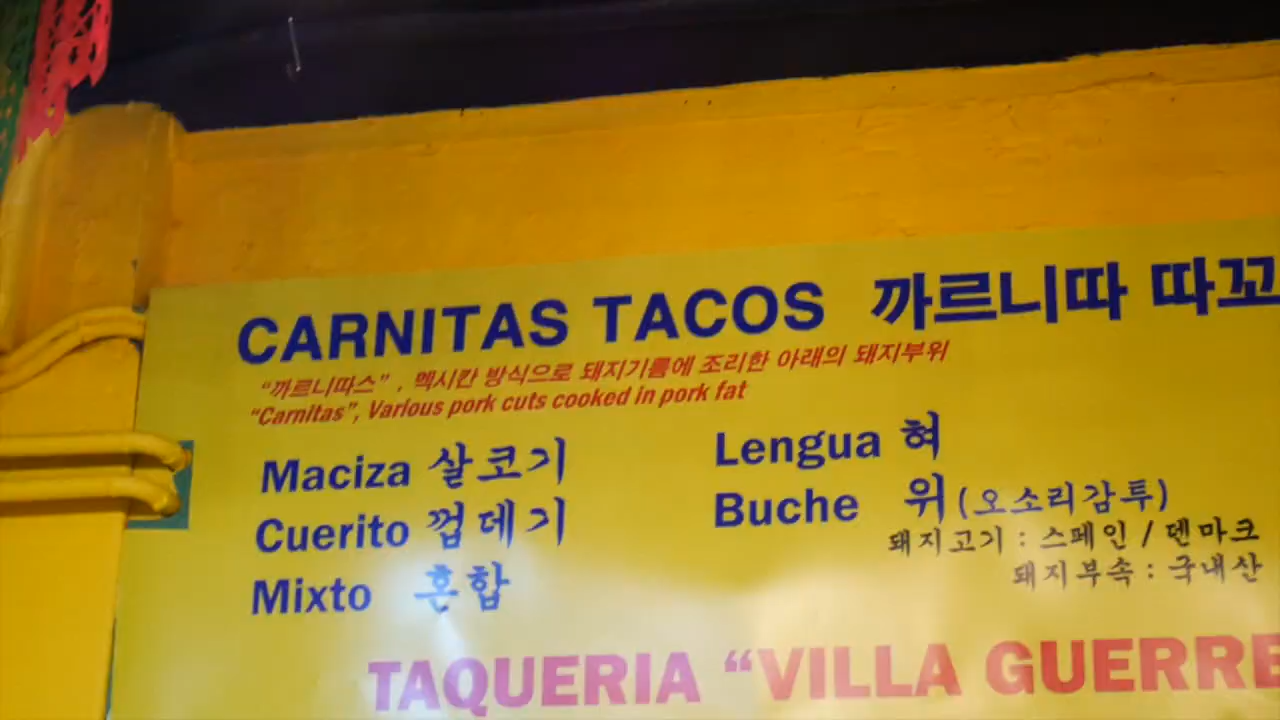 CARNITAS TACOS 까르니따 따꼬
"까르니따스", 멕시칸 방식으로 돼지기름에 조리한 아래의 돼지부위
"Carnitas", Various pork cuts cooked in pork fat
Maciza 살코기
Cuerito 껍데기
Mixto 혼합
Lengua 혀
Buche 위 (오소리감투)
돼지고기 : 스페인 / 덴마크
돼지부속 : 국내산
TAQUERIA "VILLA GUERRE